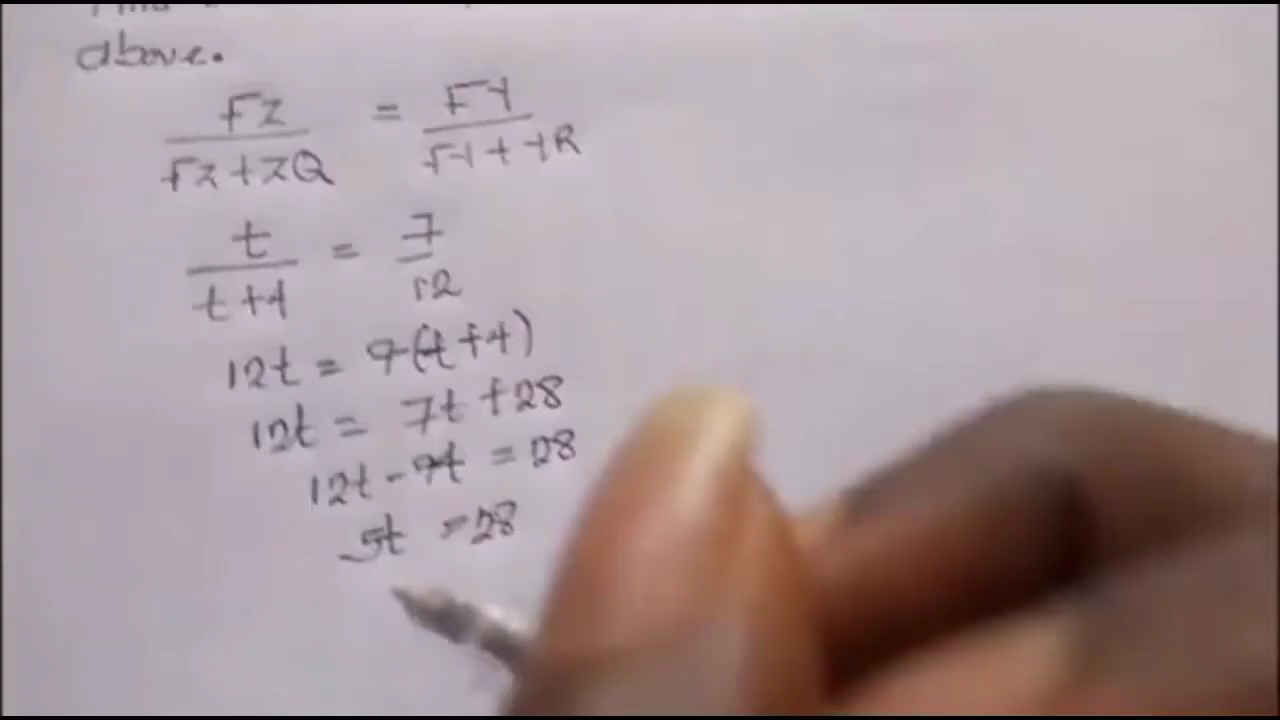 above.
FZ / FZ+ZQ = FY / FY+YR
t / t+4 = 7 / 12
12t = 7(t+4)
12t = 7t+28
12t-7t = 28
5t = 28